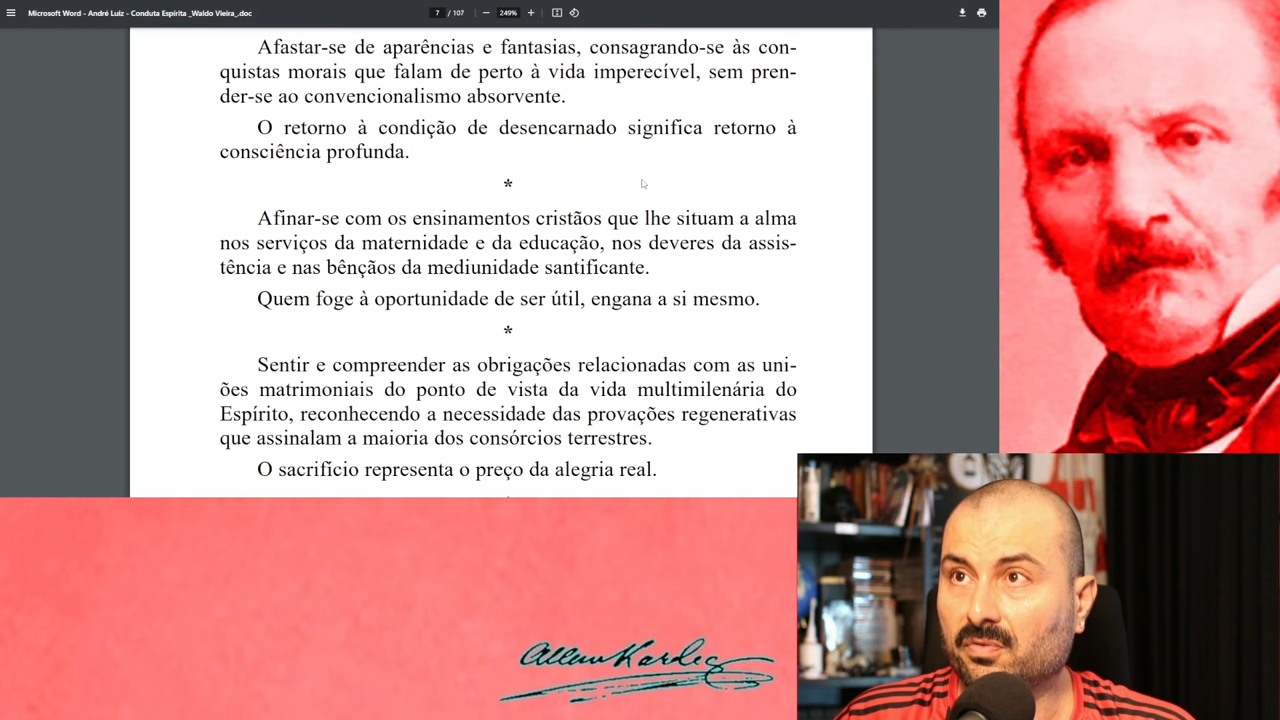 Microsoft Word - André Luiz - Conduta Espírita _Waldo Vieira_.doc
7 / 107
249%
Afastar-se de aparências e fantasias, consagrando-se às con-
quistas morais que falam de perto à vida imperecível, sem pren-
der-se ao convencionalismo absorvente.
O retorno à condição de desencarnado significa retorno à
consciência profunda.
*
Afinar-se com os ensinamentos cristãos que lhe situam a alma
nos serviços da maternidade e da educação, nos deveres da assis-
tência e nas bênçãos da mediunidade santificante.
Quem foge à oportunidade de ser útil, engana a si mesmo.
*
Sentir e compreender as obrigações relacionadas com as uni-
ões matrimoniais do ponto de vista da vida multimilenária do
Espírito, reconhecendo a necessidade das provações regenerativas
que assinalam a maioria dos consórcios terrestres.
O sacrifício representa o preço da alegria real.
Allan Kardec